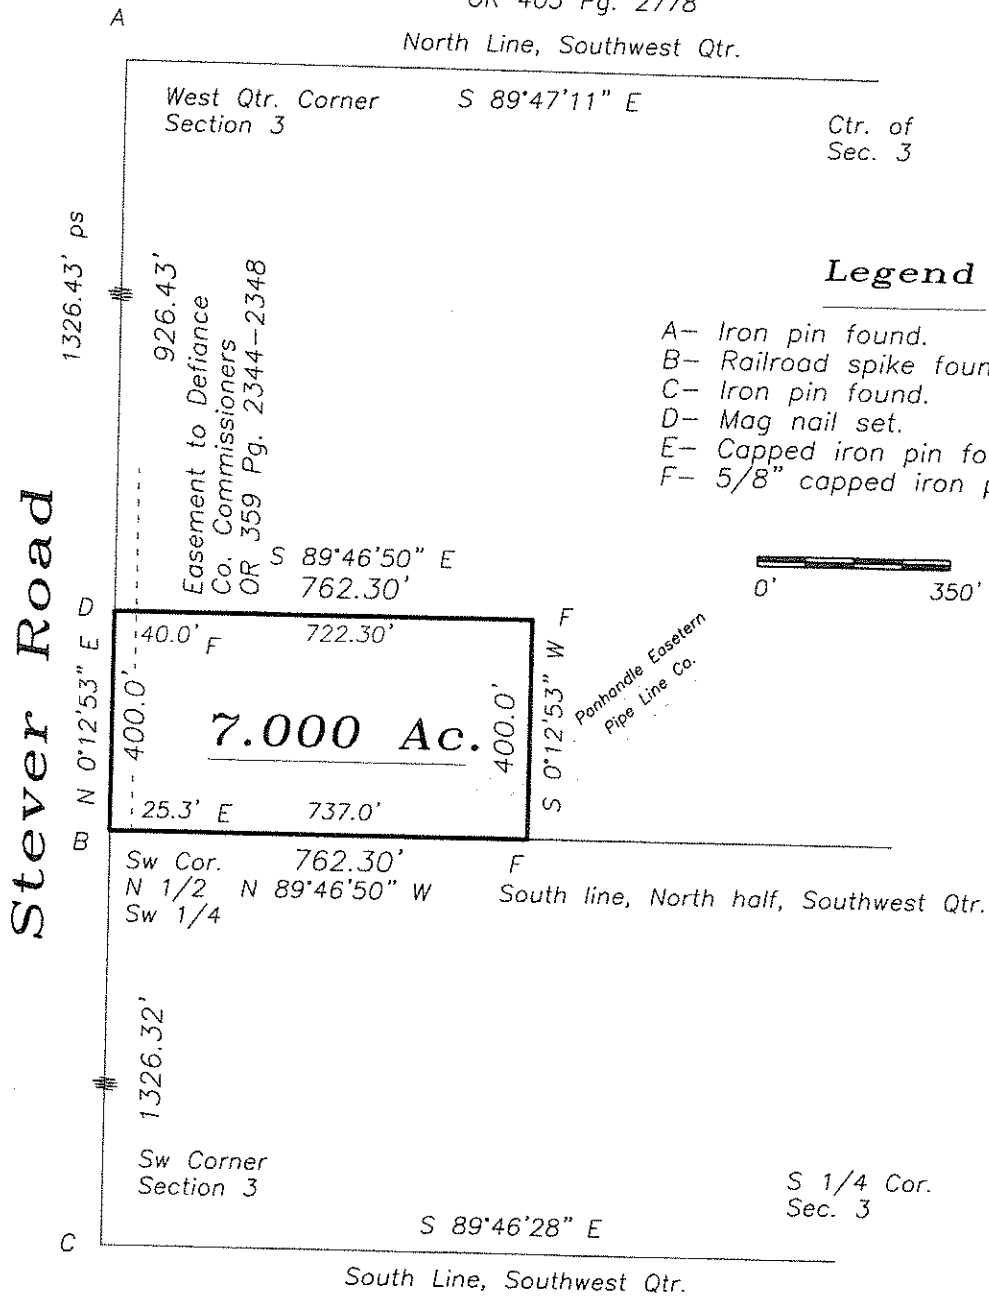 OR 405 Pg. 2778
A
North Line, Southwest Qtr.
West Qtr. Corner
Section 3
S 89°47'11" E
Ctr. of
Sec. 3
1326.43' ps
926.43'
Easement to Defiance
Co. Commissioners
OR 359 Pg. 2344-2348
Legend
A- Iron pin found.
B- Railroad spike foun
C- Iron pin found.
D- Mag nail set.
E- Capped iron pin fo
F- 5/8" capped iron p
0' 350'
Stever Road
S 89°46'50" E
762.30'
D
F
40.0' F 722.30'
N 0°12'53" E
400.0'
7.000 Ac.
400.0'
S 0°12'53" W
Panhandle Easetern
Pipe Line Co.
25.3' E 737.0'
B
Sw Cor.
N 1/2
Sw 1/4
762.30'
N 89°46'50" W
F
South line, North half, Southwest Qtr.
1326.32'
Sw Corner
Section 3
S 1/4 Cor.
Sec. 3
S 89°46'28" E
C
South Line, Southwest Qtr.